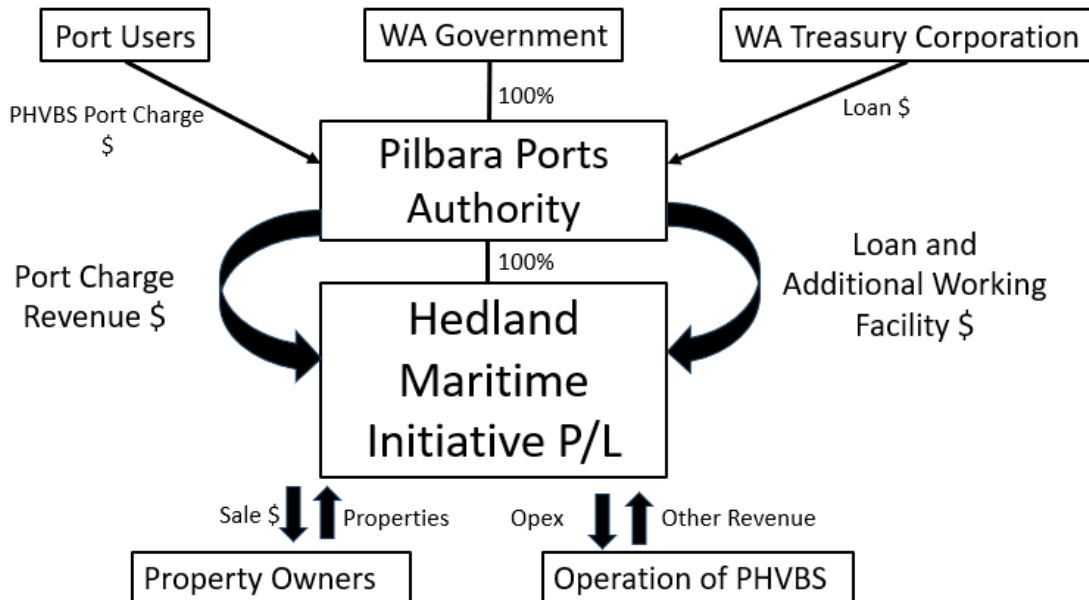 Port Users
WA Government
WA Treasury Corporation
PHVBS Port Charge
$
100%
Loan $
Pilbara Ports
Authority
Port Charge
Revenue $
100%
Loan and
Additional Working
Facility $
Hedland
Maritime
Initiative P/L
Sale $
Properties
Opex
Other Revenue
Property Owners
Operation of PHVBS